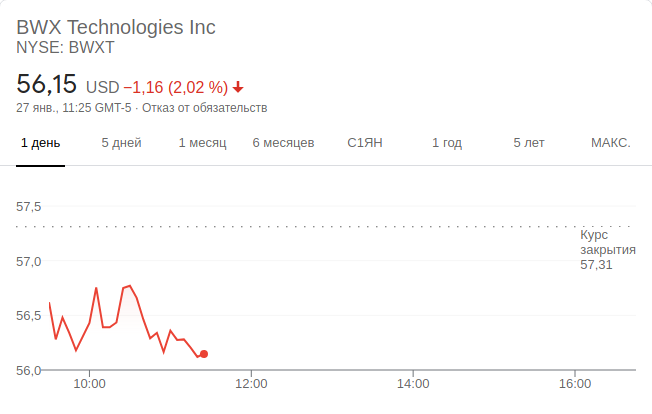 BWX Technologies Inc
NYSE: BWXT
56,15 USD −1,16 (2,02 %)
27 янв., 11:25 GMT-5 · Отказ от обязательств
1 день 5 дней 1 месяц 6 месяцев С1ЯН 1 год 5 лет МАКС.
57,5
Курс
закрытия
57,31
57,0
56,5
56,0
10:00 12:00 14:00 16:00